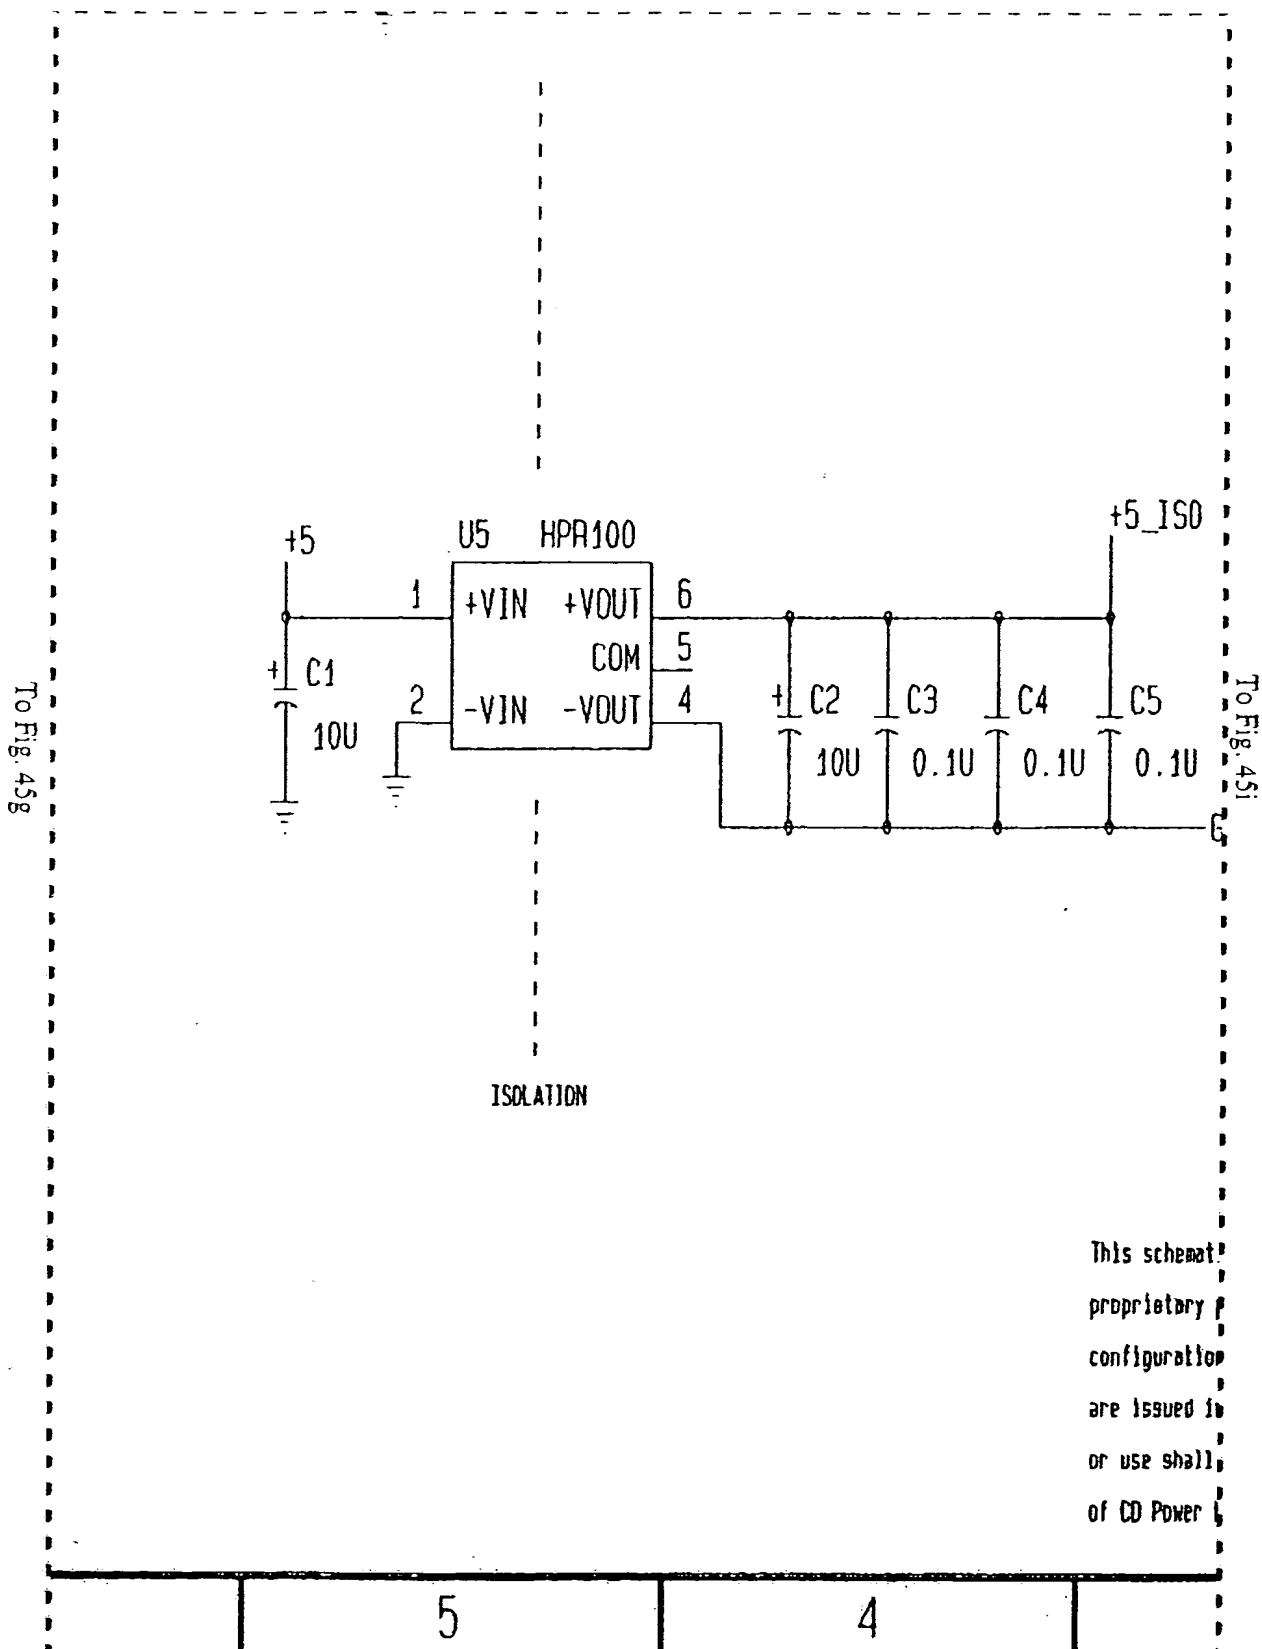 +5
U5 HPA100
+5_ISO
1 +VIN +VOUT 6
COM 5
2 -VIN -VOUT 4
+ C1
10U
+ C2
10U
C3
0.1U
C4
0.1U
C5
0.1U
To Fig. 45g
To Fig. 45i
ISOLATION
This schemat
proprietary
configuration
are issued in
or use shall
of CD Power
5 4